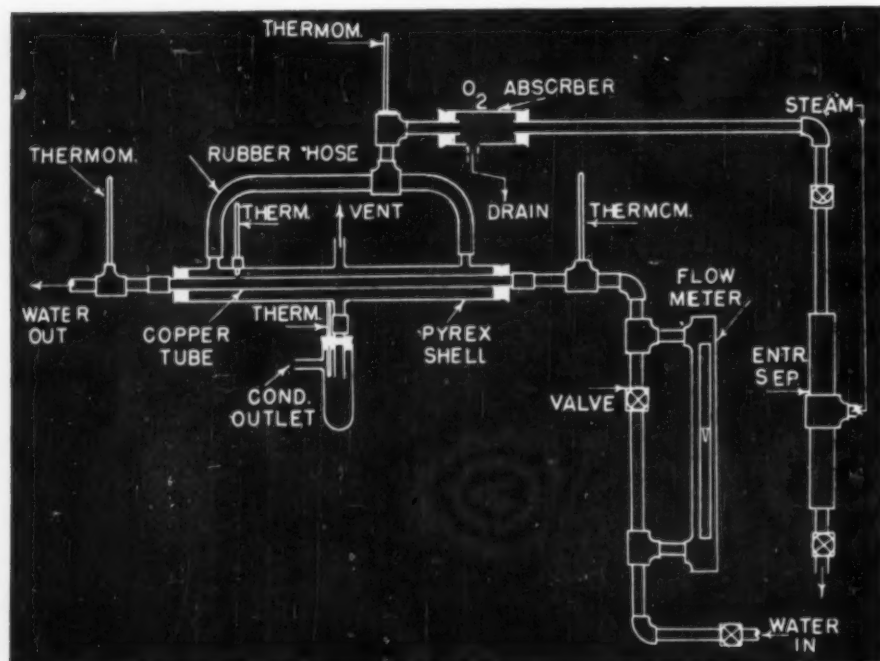 THERMOM.
O2 ABSCRBER
STEAM
THERMOM.
RUBBER HOSE
THERM.
VENT
DRAIN
THERMCM.
FLOW
METER
WATER
OUT
COPPER
TUBE
THERM.
PYREX
SHELL
ENTR.
SEP.
COND.
OUTLET
VALVE
WATER
IN